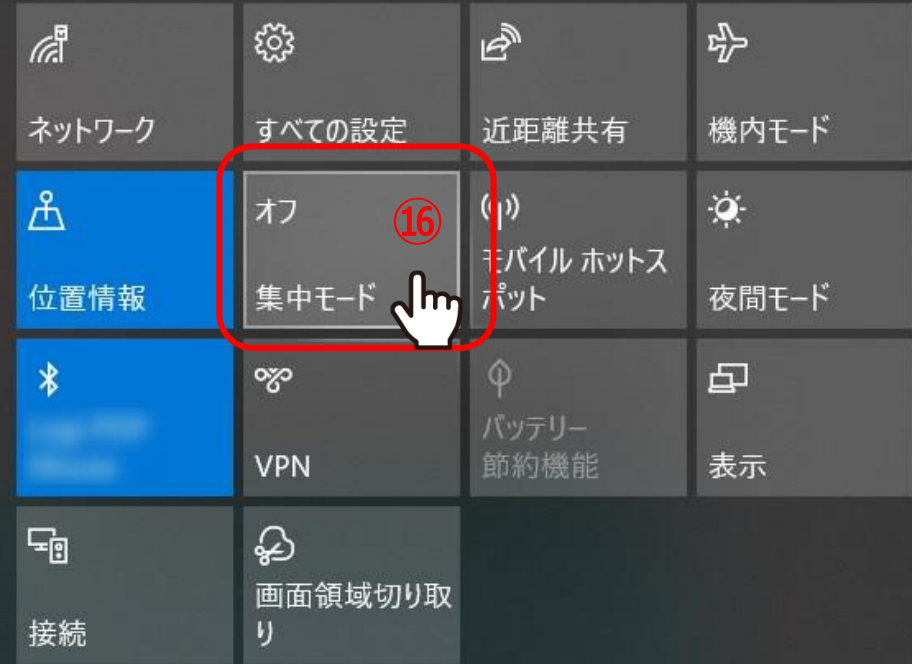 ネットワーク
すべての設定
近距離共有
機内モード
位置情報
オフ
⑯
集中モード
モバイル ホットス
ポット
夜間モード
VPN
バッテリー
節約機能
表示
接続
画面領域切り取
り